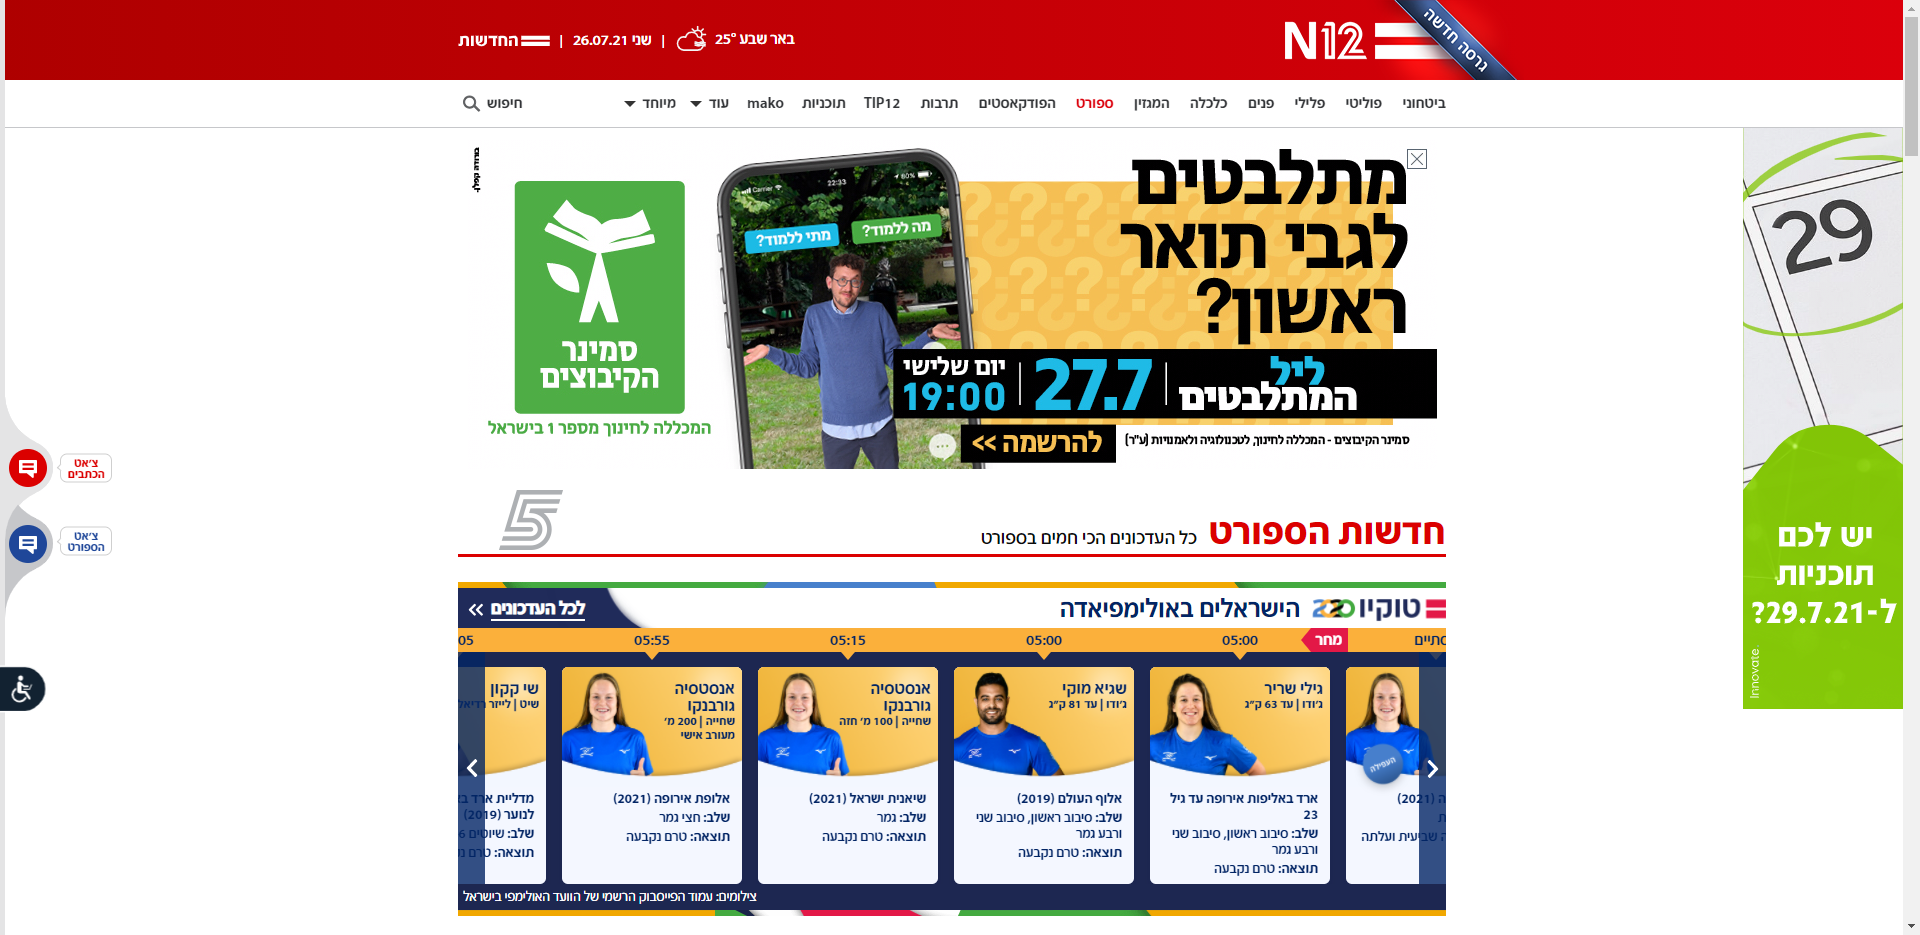 גרסה חדשה
N12
באר שבע 25°
|
שני 26.07.21
|
החדשות
ביטחוני
פוליטי
פלילי
פנים
כלכלה
המגזין
ספורט
הפודקאסטים
תרבות
TIP12
תוכניות
mako
עוד
מיוחד
חיפוש
מתלבטים
לגבי תואר
ראשון?
Carrier
22:33
60%
מה ללמוד?
מתי ללמוד?
ליל
המתלבטים
27.7
יום שלישי
19:00
להרשמה >>
סמינר הקיבוצים - המכללה לחינוך, לטכנולוגיה ולאמנויות (ע"ר)
סמינר
הקיבוצים
המכללה לחינוך מספר 1 בישראל
29
יש לכם
תוכניות
ל-29.7.21?
Innovate
צ'אט
הכתבים
צ'אט
הספורט
חדשות הספורט
כל העדכונים הכי חמים בספורט
5
טוקיו 2020
הישראלים באולימפיאדה
לכל העדכונים
מחר
05:00
05:00
05:15
05:55
05
העפילה
גילי שריר
ג'ודו | עד 63 ק"ג
ארד באליפות אירופה עד גיל
23
שלב: סיבוב ראשון, סיבוב שני
ורבע גמר
תוצאה: טרם נקבעה
שגיא מוקי
ג'ודו | עד 81 ק"ג
אלוף העולם (2019)
שלב: סיבוב ראשון, סיבוב שני
ורבע גמר
תוצאה: טרם נקבעה
אנסטסיה
גורבנקו
שחייה | 100 מ' חזה
שיאנית ישראל (2021)
שלב: גמר
תוצאה: טרם נקבעה
אנסטסיה
גורבנקו
שחייה | 200 מ'
מעורב אישי
אלופת אירופה (2021)
שלב: חצי גמר
תוצאה: טרם נקבעה
שי קקון
שיט | לייזר רדיאל
מדליית ארד
לנוער (2019)
שלב: שיוטים
תוצאה: טרם
צילומים: עמוד הפייסבוק הרשמי של הוועד האולימפי בישראל